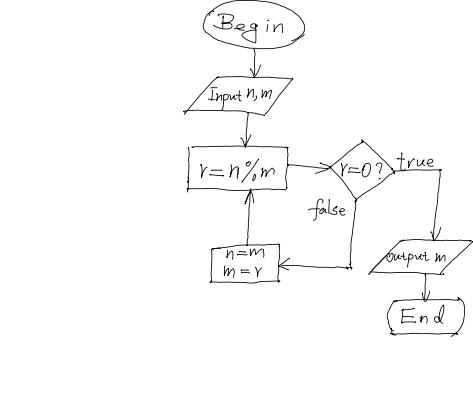 Begin
Input n, m
r=n%m
r=0?
true
false
n=m
m=r
output m
End